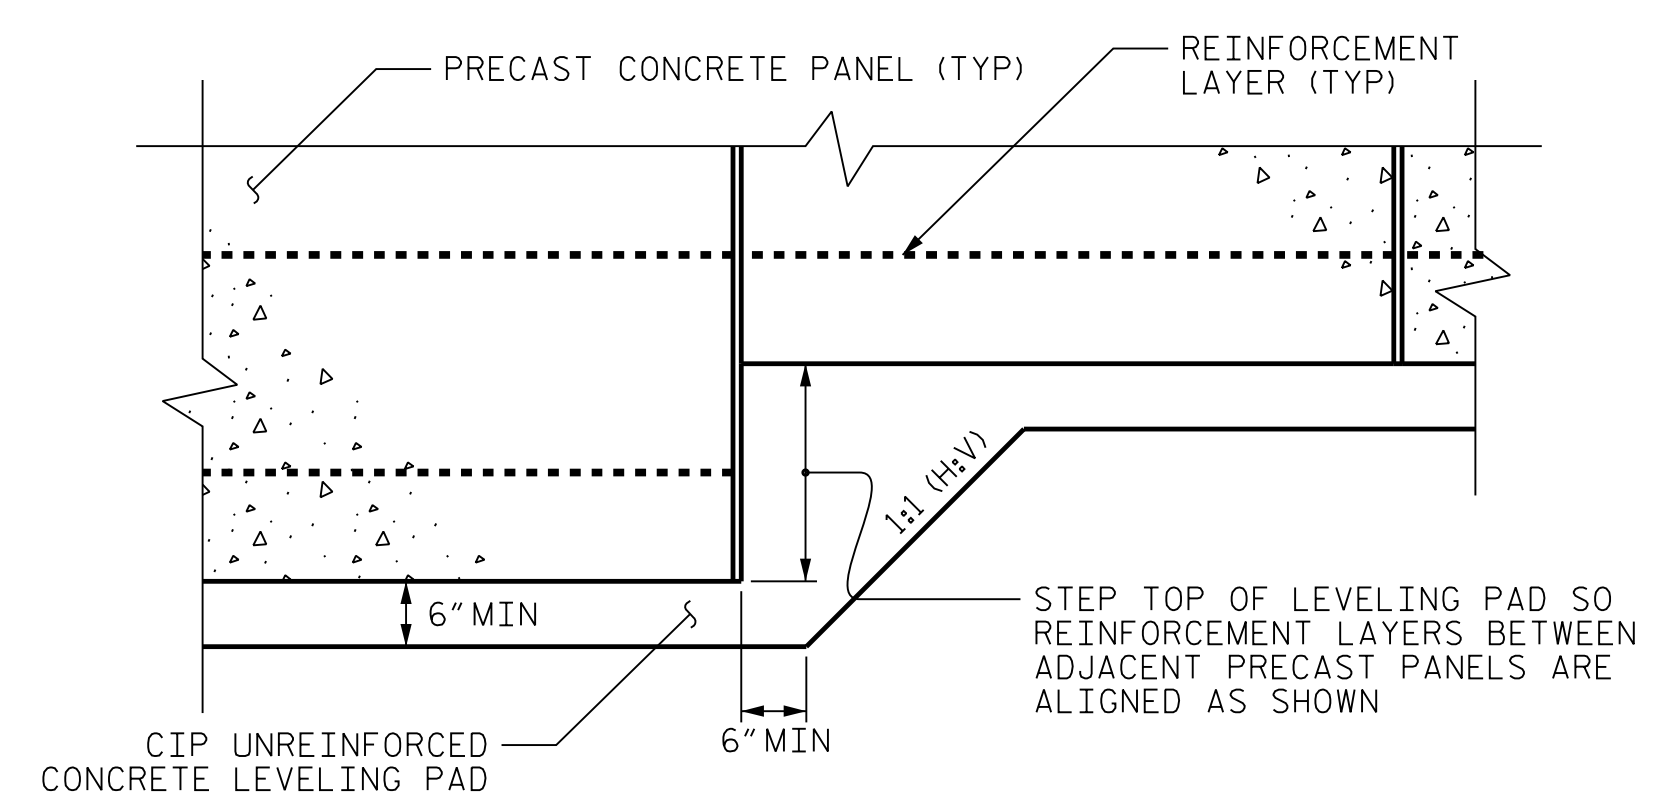 PRECAST CONCRETE PANEL (TYP)
REINFORCEMENT
LAYER (TYP)
1:1 (H:V)
6" MIN
STEP TOP OF LEVELING PAD SO
REINFORCEMENT LAYERS BETWEEN
ADJACENT PRECAST PANELS ARE
ALIGNED AS SHOWN
6" MIN
CIP UNREINFORCED
CONCRETE LEVELING PAD